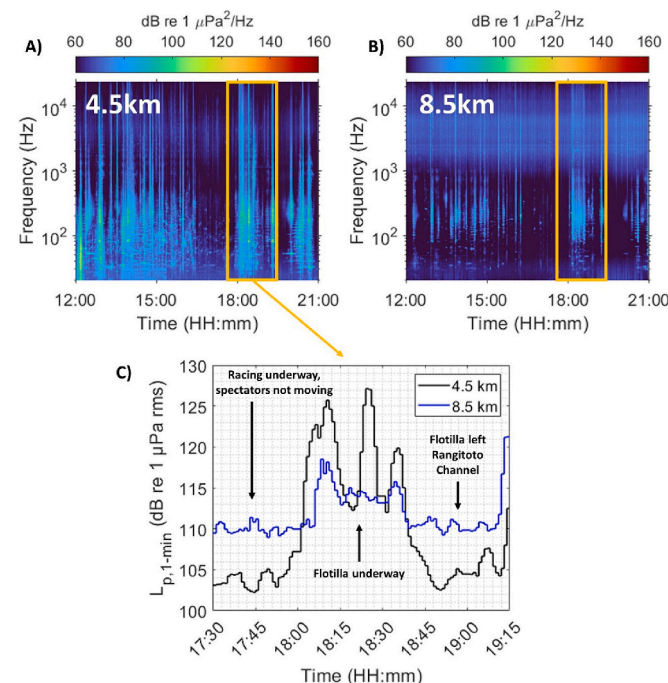 dB re 1 µPa²/Hz
60 80 100 120 140 160
A)
4.5km
Frequency (Hz)
10⁴
10³
10²
12:00 15:00 18:00 21:00
Time (HH:mm)
dB re 1 µPa²/Hz
60 80 100 120 140 160
B)
8.5km
Frequency (Hz)
10⁴
10³
10²
12:00 15:00 18:00 21:00
Time (HH:mm)
C)
Lp,1-min (dB re 1 µPa rms)
130
125
120
115
110
105
100
Racing underway,
spectators not moving
4.5 km
8.5 km
Flotilla left
Rangitoto
Channel
Flotilla underway
17:30 17:45 18:00 18:15 18:30 18:45 19:00 19:15
Time (HH:mm)